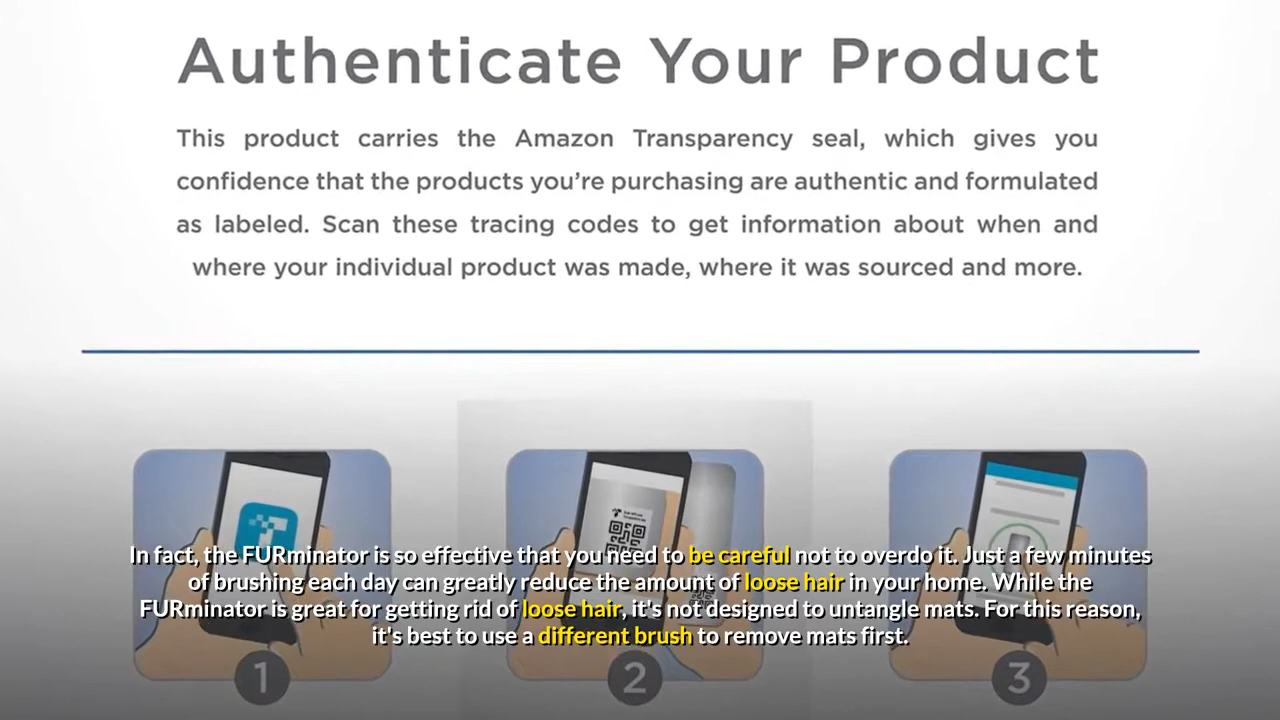 Authenticate Your Product
This product carries the Amazon Transparency seal, which gives you
confidence that the products you’re purchasing are authentic and formulated
as labeled. Scan these tracing codes to get information about when and
where your individual product was made, where it was sourced and more.
In fact, the FURminator is so effective that you need to be careful not to overdo it. Just a few minutes
of brushing each day can greatly reduce the amount of loose hair in your home. While the
FURminator is great for getting rid of loose hair, it's not designed to untangle mats. For this reason,
it's best to use a different brush to remove mats first.
1
2
3